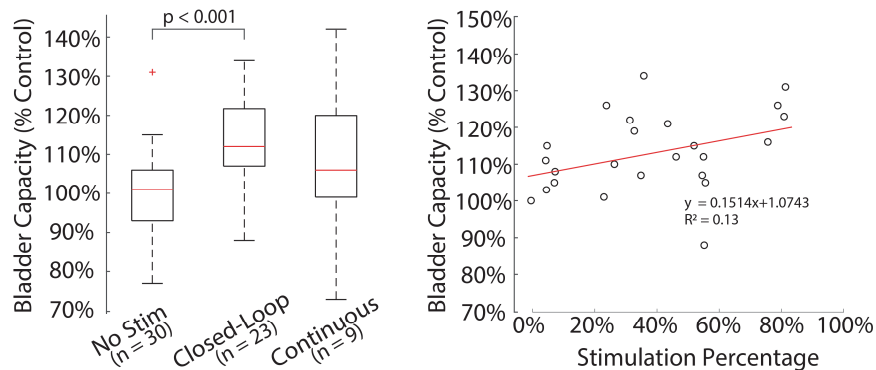 p < 0.001
Bladder Capacity (% Control)
140%
130%
120%
110%
100%
90%
80%
70%
No Stim
(n = 30)
Closed-Loop
(n = 23)
Continuous
(n = 9)
Bladder Capacity (% Control)
150%
140%
130%
120%
110%
100%
90%
80%
70%
y = 0.1514x+1.0743
R² = 0.13
0%
20%
40%
60%
80%
100%
Stimulation Percentage